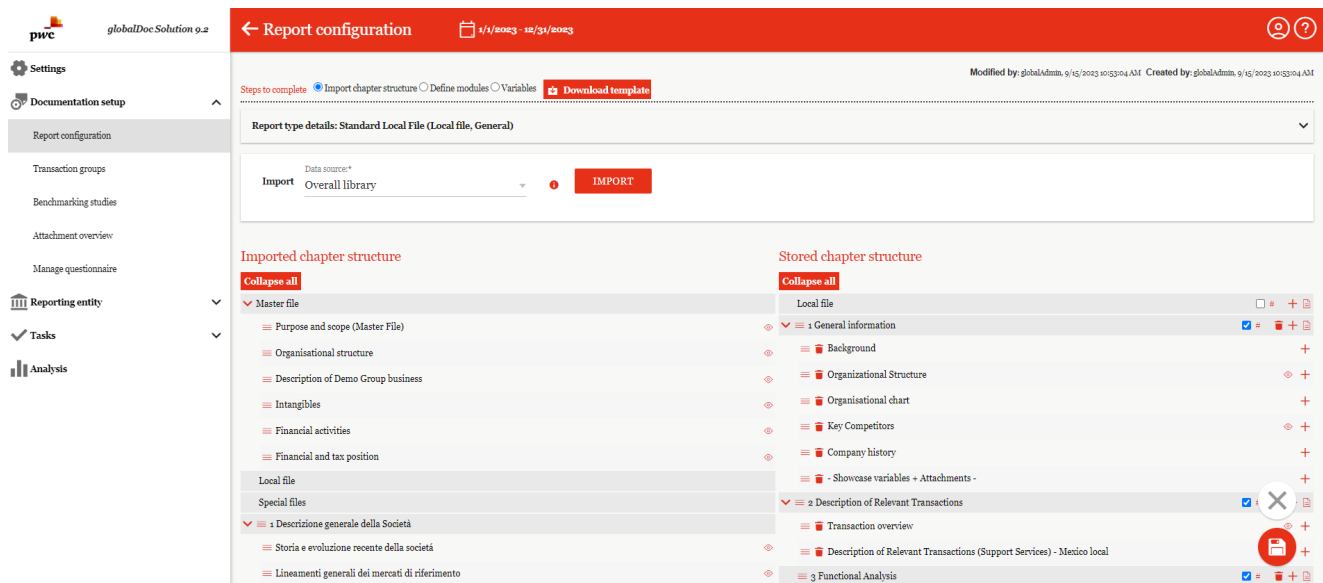 pwc
globalDoc Solution 9.2
Report configuration
1/1/2023 - 12/31/2023
?
Settings
Documentation setup
Report configuration
Transaction groups
Benchmarking studies
Attachment overview
Manage questionnaire
Reporting entity
Tasks
Analysis
Modified by: globalAdmin, 9/15/2023 10:53:04 AM Created by: globalAdmin, 9/15/2023 10:53:04 AM
Steps to complete Import chapter structure Define modules Variables Download template
Report type details: Standard Local File (Local file, General)
Data source:*
Import Overall library IMPORT
Imported chapter structure
Collapse all
Master file
Purpose and scope (Master File)
Organisational structure
Description of Demo Group business
Intangibles
Financial activities
Financial and tax position
Local file
Special files
1 Descrizione generale della Società
Storia e evoluzione recente della societá
Lineamenti generali dei mercati di riferimento
Stored chapter structure
Collapse all
Local file #
1 General information #
Background
Organizational Structure
Organisational chart
Key Competitors
Company history
- Showcase variables + Attachments -
2 Description of Relevant Transactions #
Transaction overview
Description of Relevant Transactions (Support Services) - Mexico local
3 Functional Analysis #